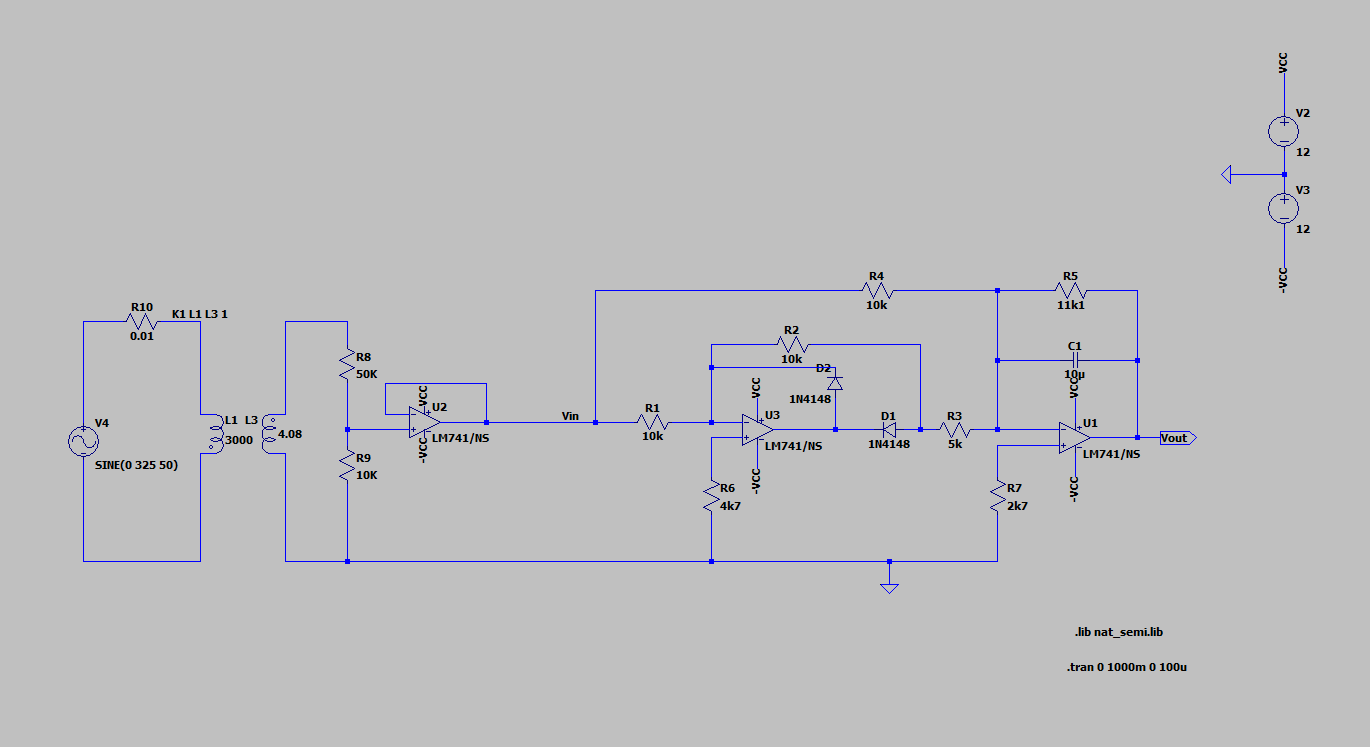 VCC
V2
12
V3
12
-VCC
R4
10k
R5
11k1
R10
0.01
K1 L1 L3 1
R2
10k
C1
10µ
R8
50K
D2
1N4148
VCC
VCC
VCC
U2
LM741/NS
-VCC
V4
SINE(0 325 50)
L1
3000
L3
4.08
Vin
R1
10k
U3
LM741/NS
-VCC
D1
1N4148
R3
5k
U1
LM741/NS
-VCC
Vout
R9
10K
R6
4k7
R7
2k7
.lib nat_semi.lib
.tran 0 1000m 0 100u